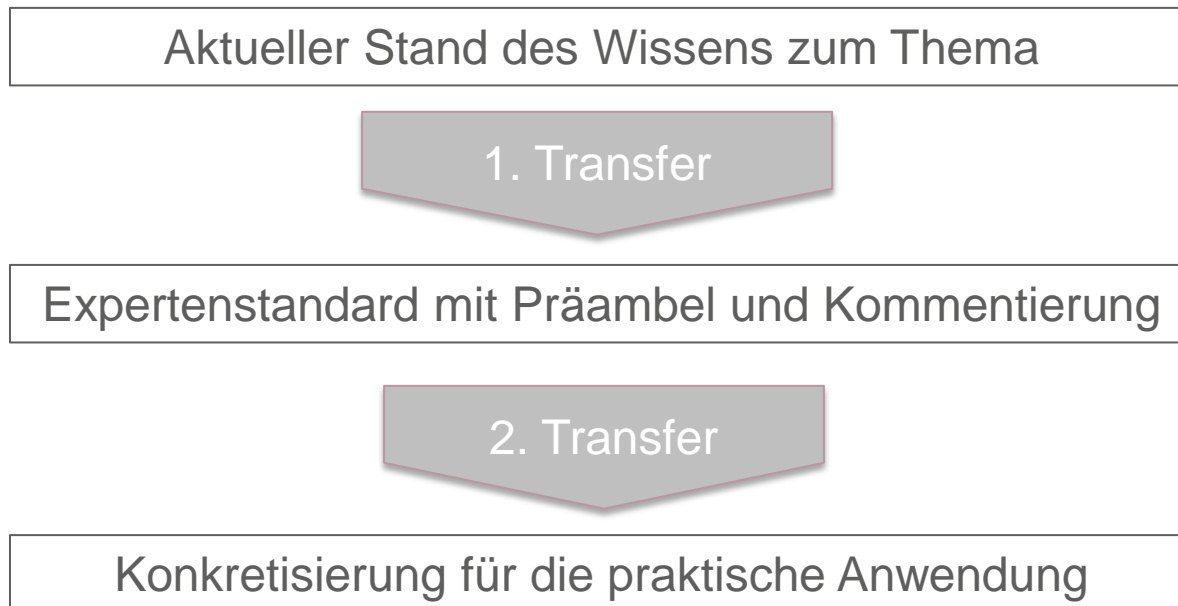 Aktueller Stand des Wissens zum Thema
1. Transfer
Expertenstandard mit Präambel und Kommentierung
2. Transfer
Konkretisierung für die praktische Anwendung